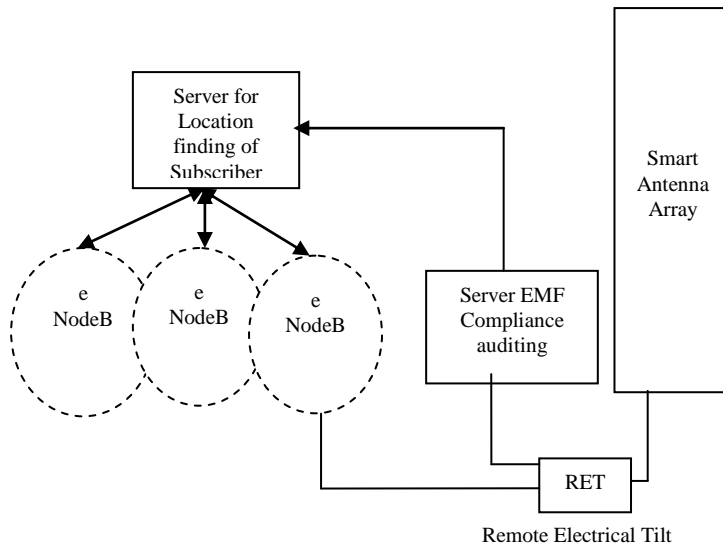 Server for
Location
finding of
Subscriber
Smart
Antenna
Array
e
NodeB
e
NodeB
e
NodeB
Server EMF
Compliance
auditing
RET
Remote Electrical Tilt